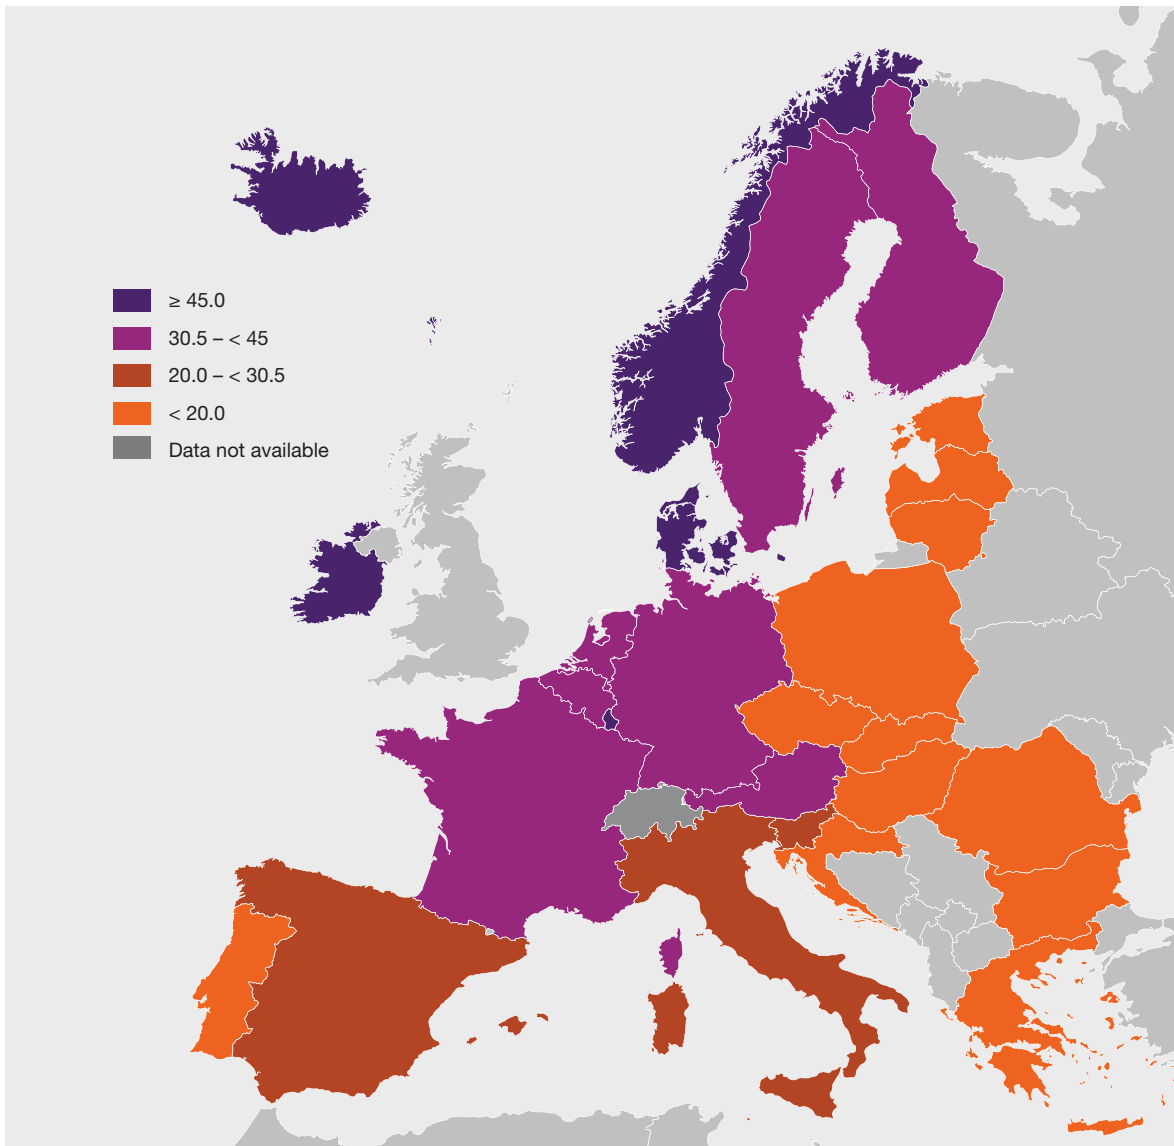 ≥ 45.0
30.5 – < 45
20.0 – < 30.5
< 20.0
Data not available